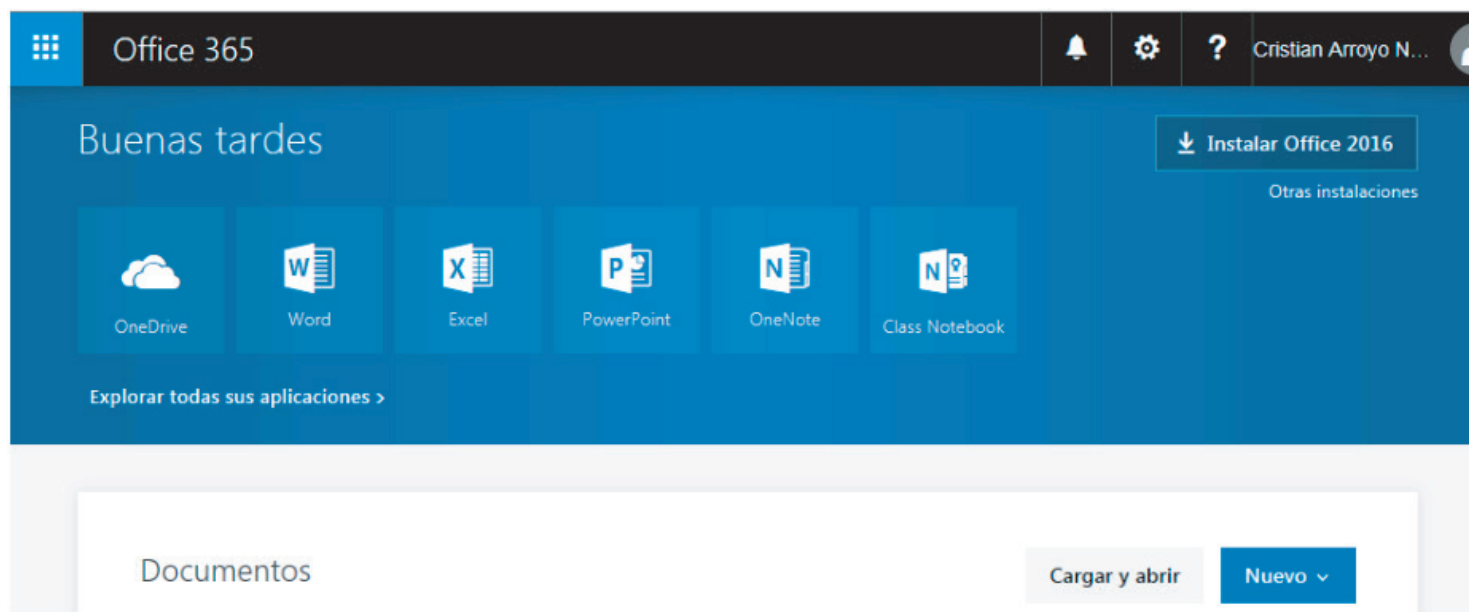 Office 365
? Cristian Arroyo N...
Buenas tardes
Instalar Office 2016
Otras instalaciones
OneDrive
W Word
X Excel
P PowerPoint
N OneNote
N Class Notebook
Explorar todas sus aplicaciones >
Documentos
Cargar y abrir
Nuevo